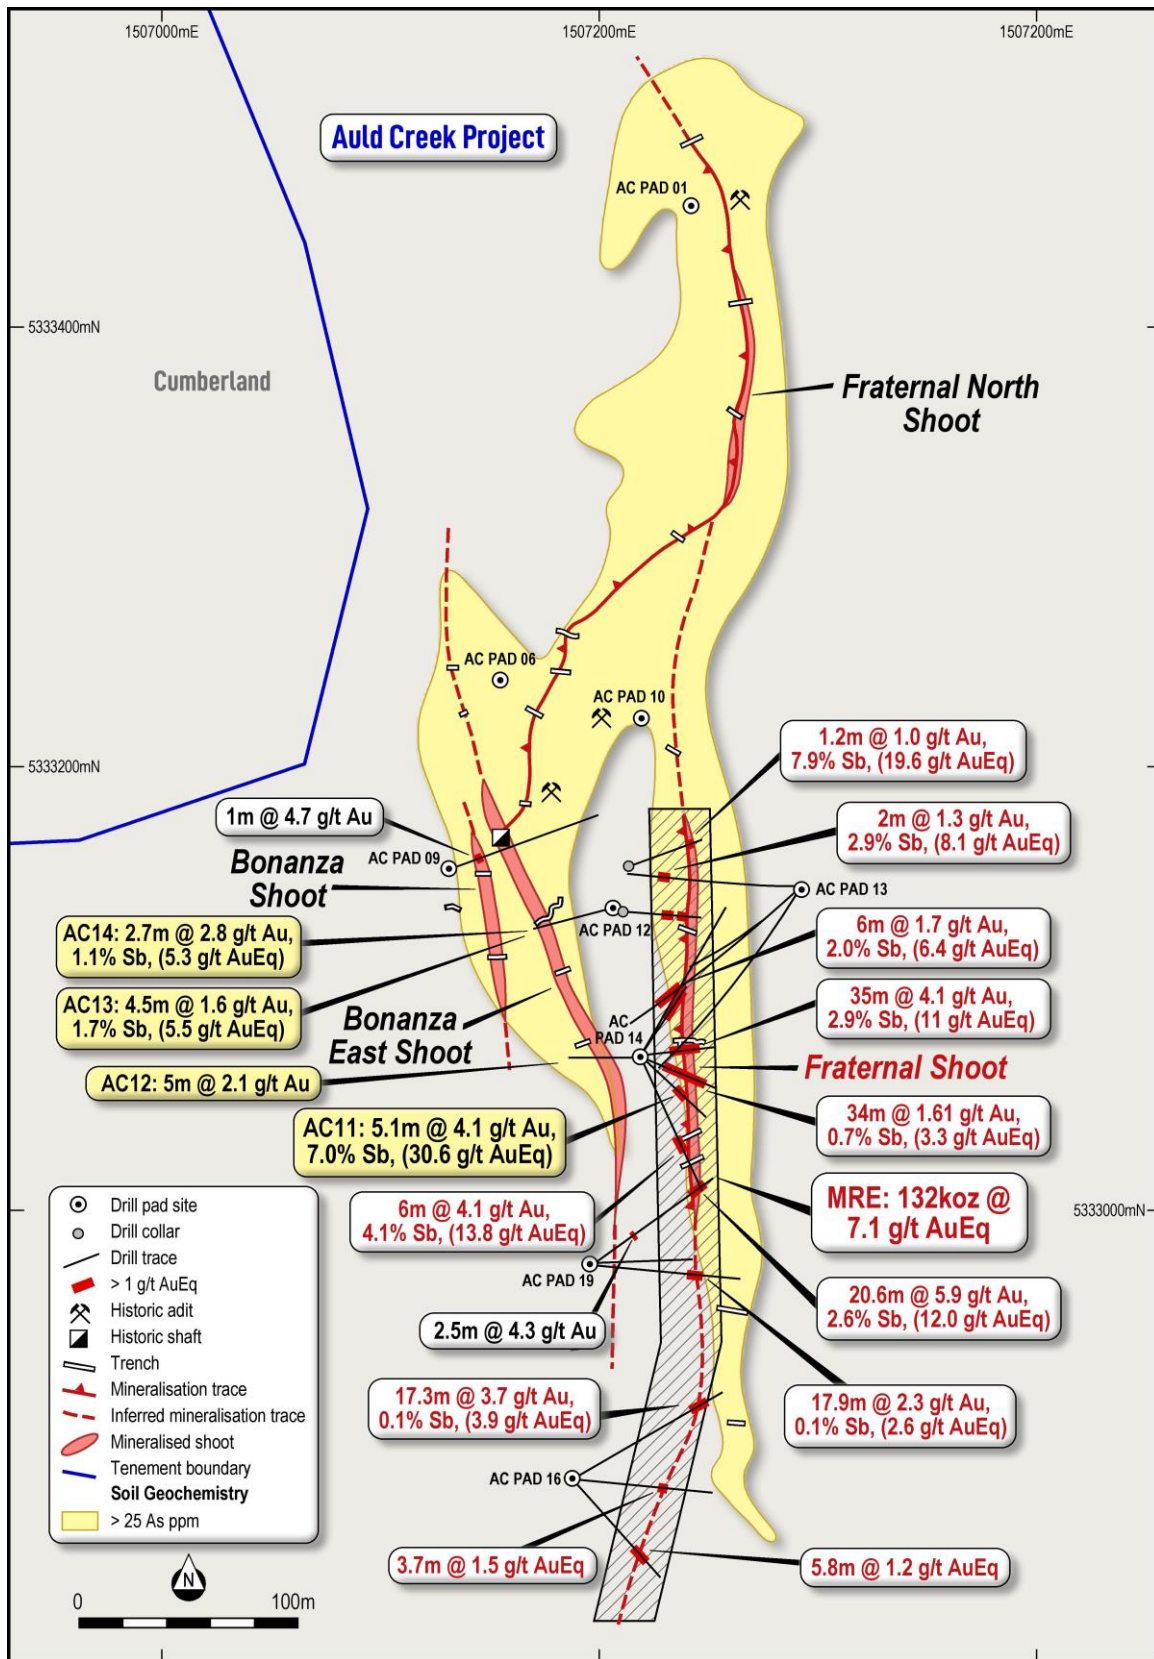 1507000mE
1507200mE
1507200mE
Auld Creek Project
AC PAD 01
5333400mN
Cumberland
Fraternal North
Shoot
AC PAD 06
AC PAD 10
5333200mN
1.2m @ 1.0 g/t Au,
7.9% Sb, (19.6 g/t AuEq)
1m @ 4.7 g/t Au
2m @ 1.3 g/t Au,
2.9% Sb, (8.1 g/t AuEq)
AC PAD 09
Bonanza
Shoot
AC PAD 13
AC PAD 12
AC14: 2.7m @ 2.8 g/t Au,
1.1% Sb, (5.3 g/t AuEq)
6m @ 1.7 g/t Au,
2.0% Sb, (6.4 g/t AuEq)
AC13: 4.5m @ 1.6 g/t Au,
1.7% Sb, (5.5 g/t AuEq)
35m @ 4.1 g/t Au,
2.9% Sb, (11 g/t AuEq)
Bonanza
East Shoot
AC
PAD 14
Fraternal Shoot
AC12: 5m @ 2.1 g/t Au
AC11: 5.1m @ 4.1 g/t Au,
7.0% Sb, (30.6 g/t AuEq)
34m @ 1.61 g/t Au,
0.7% Sb, (3.3 g/t AuEq)
MRE: 132koz @
7.1 g/t AuEq
6m @ 4.1 g/t Au,
4.1% Sb, (13.8 g/t AuEq)
5333000mN
AC PAD 19
20.6m @ 5.9 g/t Au,
2.6% Sb, (12.0 g/t AuEq)
2.5m @ 4.3 g/t Au
17.3m @ 3.7 g/t Au,
0.1% Sb, (3.9 g/t AuEq)
17.9m @ 2.3 g/t Au,
0.1% Sb, (2.6 g/t AuEq)
AC PAD 16
3.7m @ 1.5 g/t AuEq
5.8m @ 1.2 g/t AuEq
Drill pad site
Drill collar
Drill trace
> 1 g/t AuEq
Historic adit
Historic shaft
Trench
Mineralisation trace
Inferred mineralisation trace
Mineralised shoot
Tenement boundary
Soil Geochemistry
> 25 As ppm
N
0 100m